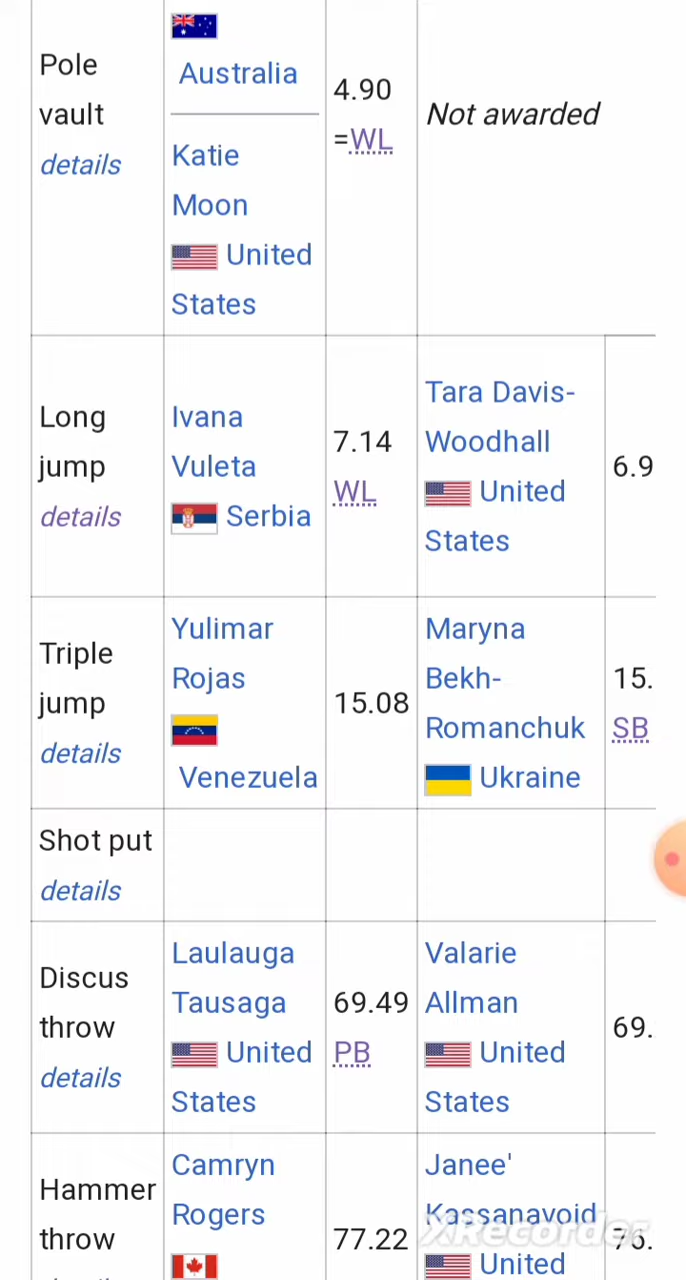 Pole
vault
details
Australia
Katie
Moon
United
States
4.90
=WL
Not awarded
Long
jump
details
Ivana
Vuleta
Serbia
7.14
WL
Tara Davis-
Woodhall
United
States
6.9
Triple
jump
details
Yulimar
Rojas
Venezuela
15.08
Maryna
Bekh-
Romanchuk
Ukraine
15.
SB
Shot put
details
Discus
throw
details
Laulauga
Tausaga
United
States
69.49
PB
Valarie
Allman
United
States
69.
Hammer
throw
Camryn
Rogers
77.22
Janee'
Kassanavoid
United
76.
XRecorder